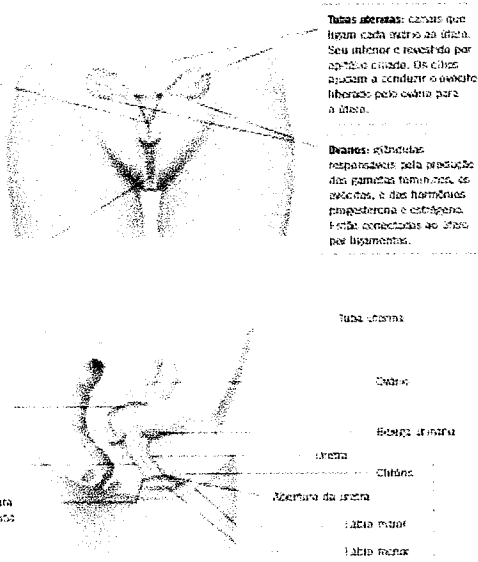 Tubas uterinas: canais que
ligam cada ovário ao útero.
Seu interior é revestido por
epitélio ciliado. Os cílios
ajudam a conduzir o ovócito
liberado pelo ovário para
o útero.
Ovários: glândulas
responsáveis pela produção
dos gametas femininos, os
ovócitos, e dos hormônios
progesterona e estrógeno.
Estão conectadas ao útero
por ligamentos.
Tuba uterina
Ovário
Bexiga urinária
Uretra
Clitóris
Abertura da uretra
Lábio maior
Lábio menor